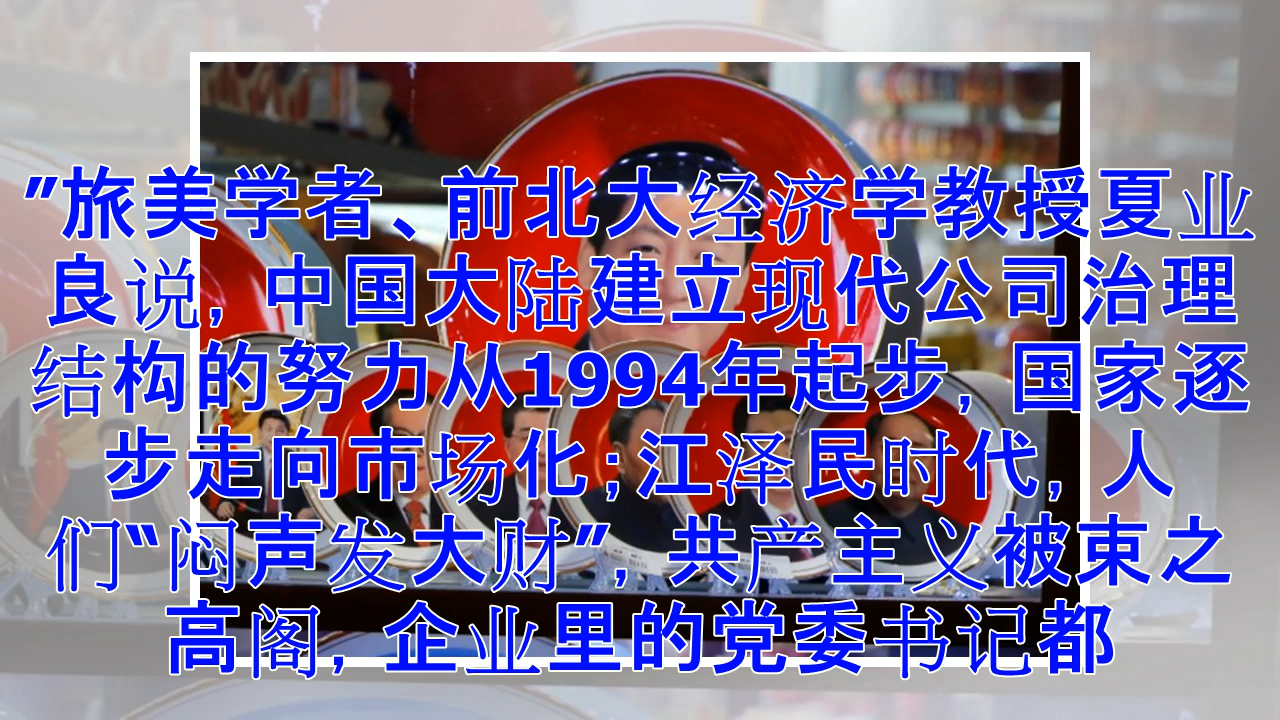 ”旅美学者、前北大经济学教授夏业
良说，中国大陆建立现代公司治理
结构的努力从1994年起步，国家逐
步走向市场化；江泽民时代，人
们“闷声发大财”，共产主义被束之
高阁，企业里的党委书记都